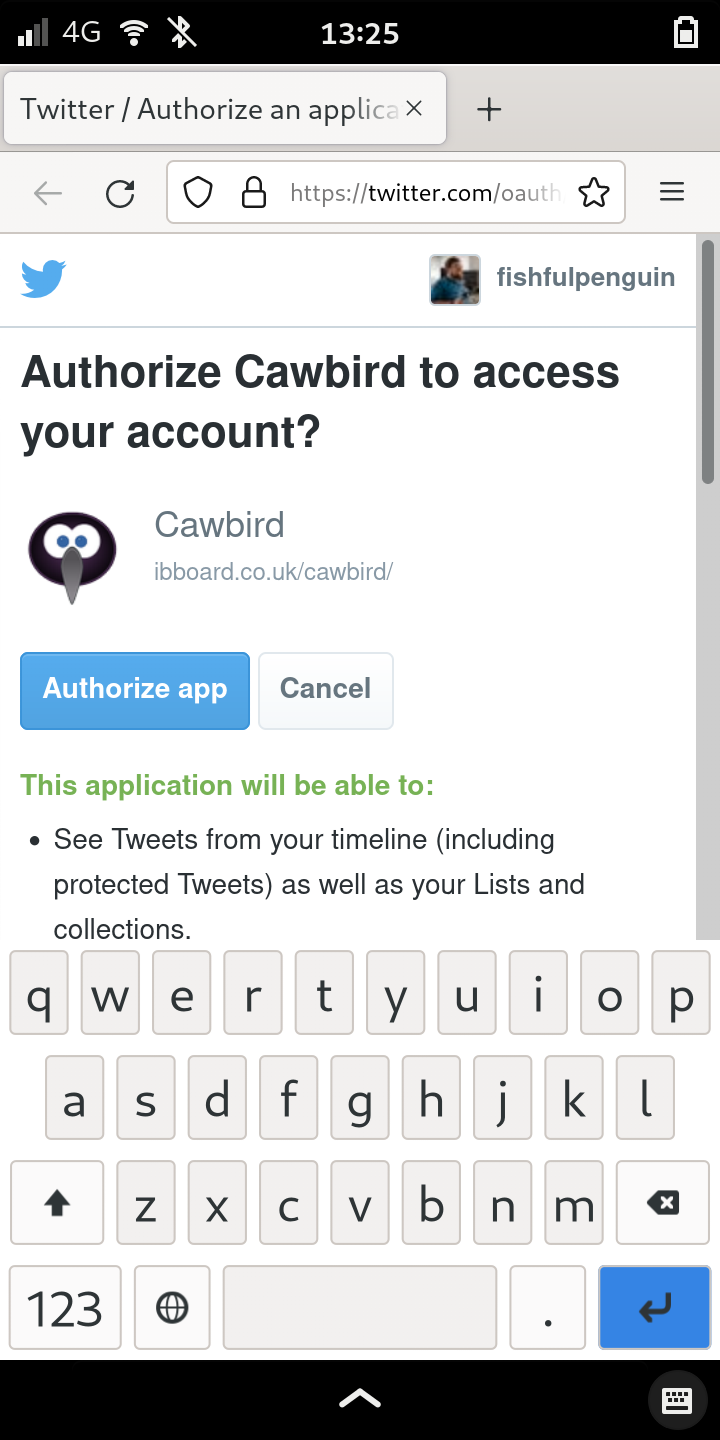 4G 13:25
Twitter / Authorize an applica
https://twitter.com/oauth
fishfulpenguin
Authorize Cawbird to access
your account?
Cawbird
ibboard.co.uk/cawbird/
Authorize app Cancel
This application will be able to:
• See Tweets from your timeline (including
protected Tweets) as well as your Lists and
collections.
q w e r t y u i o p
a s d f g h j k l
z x c v b n m
123 .